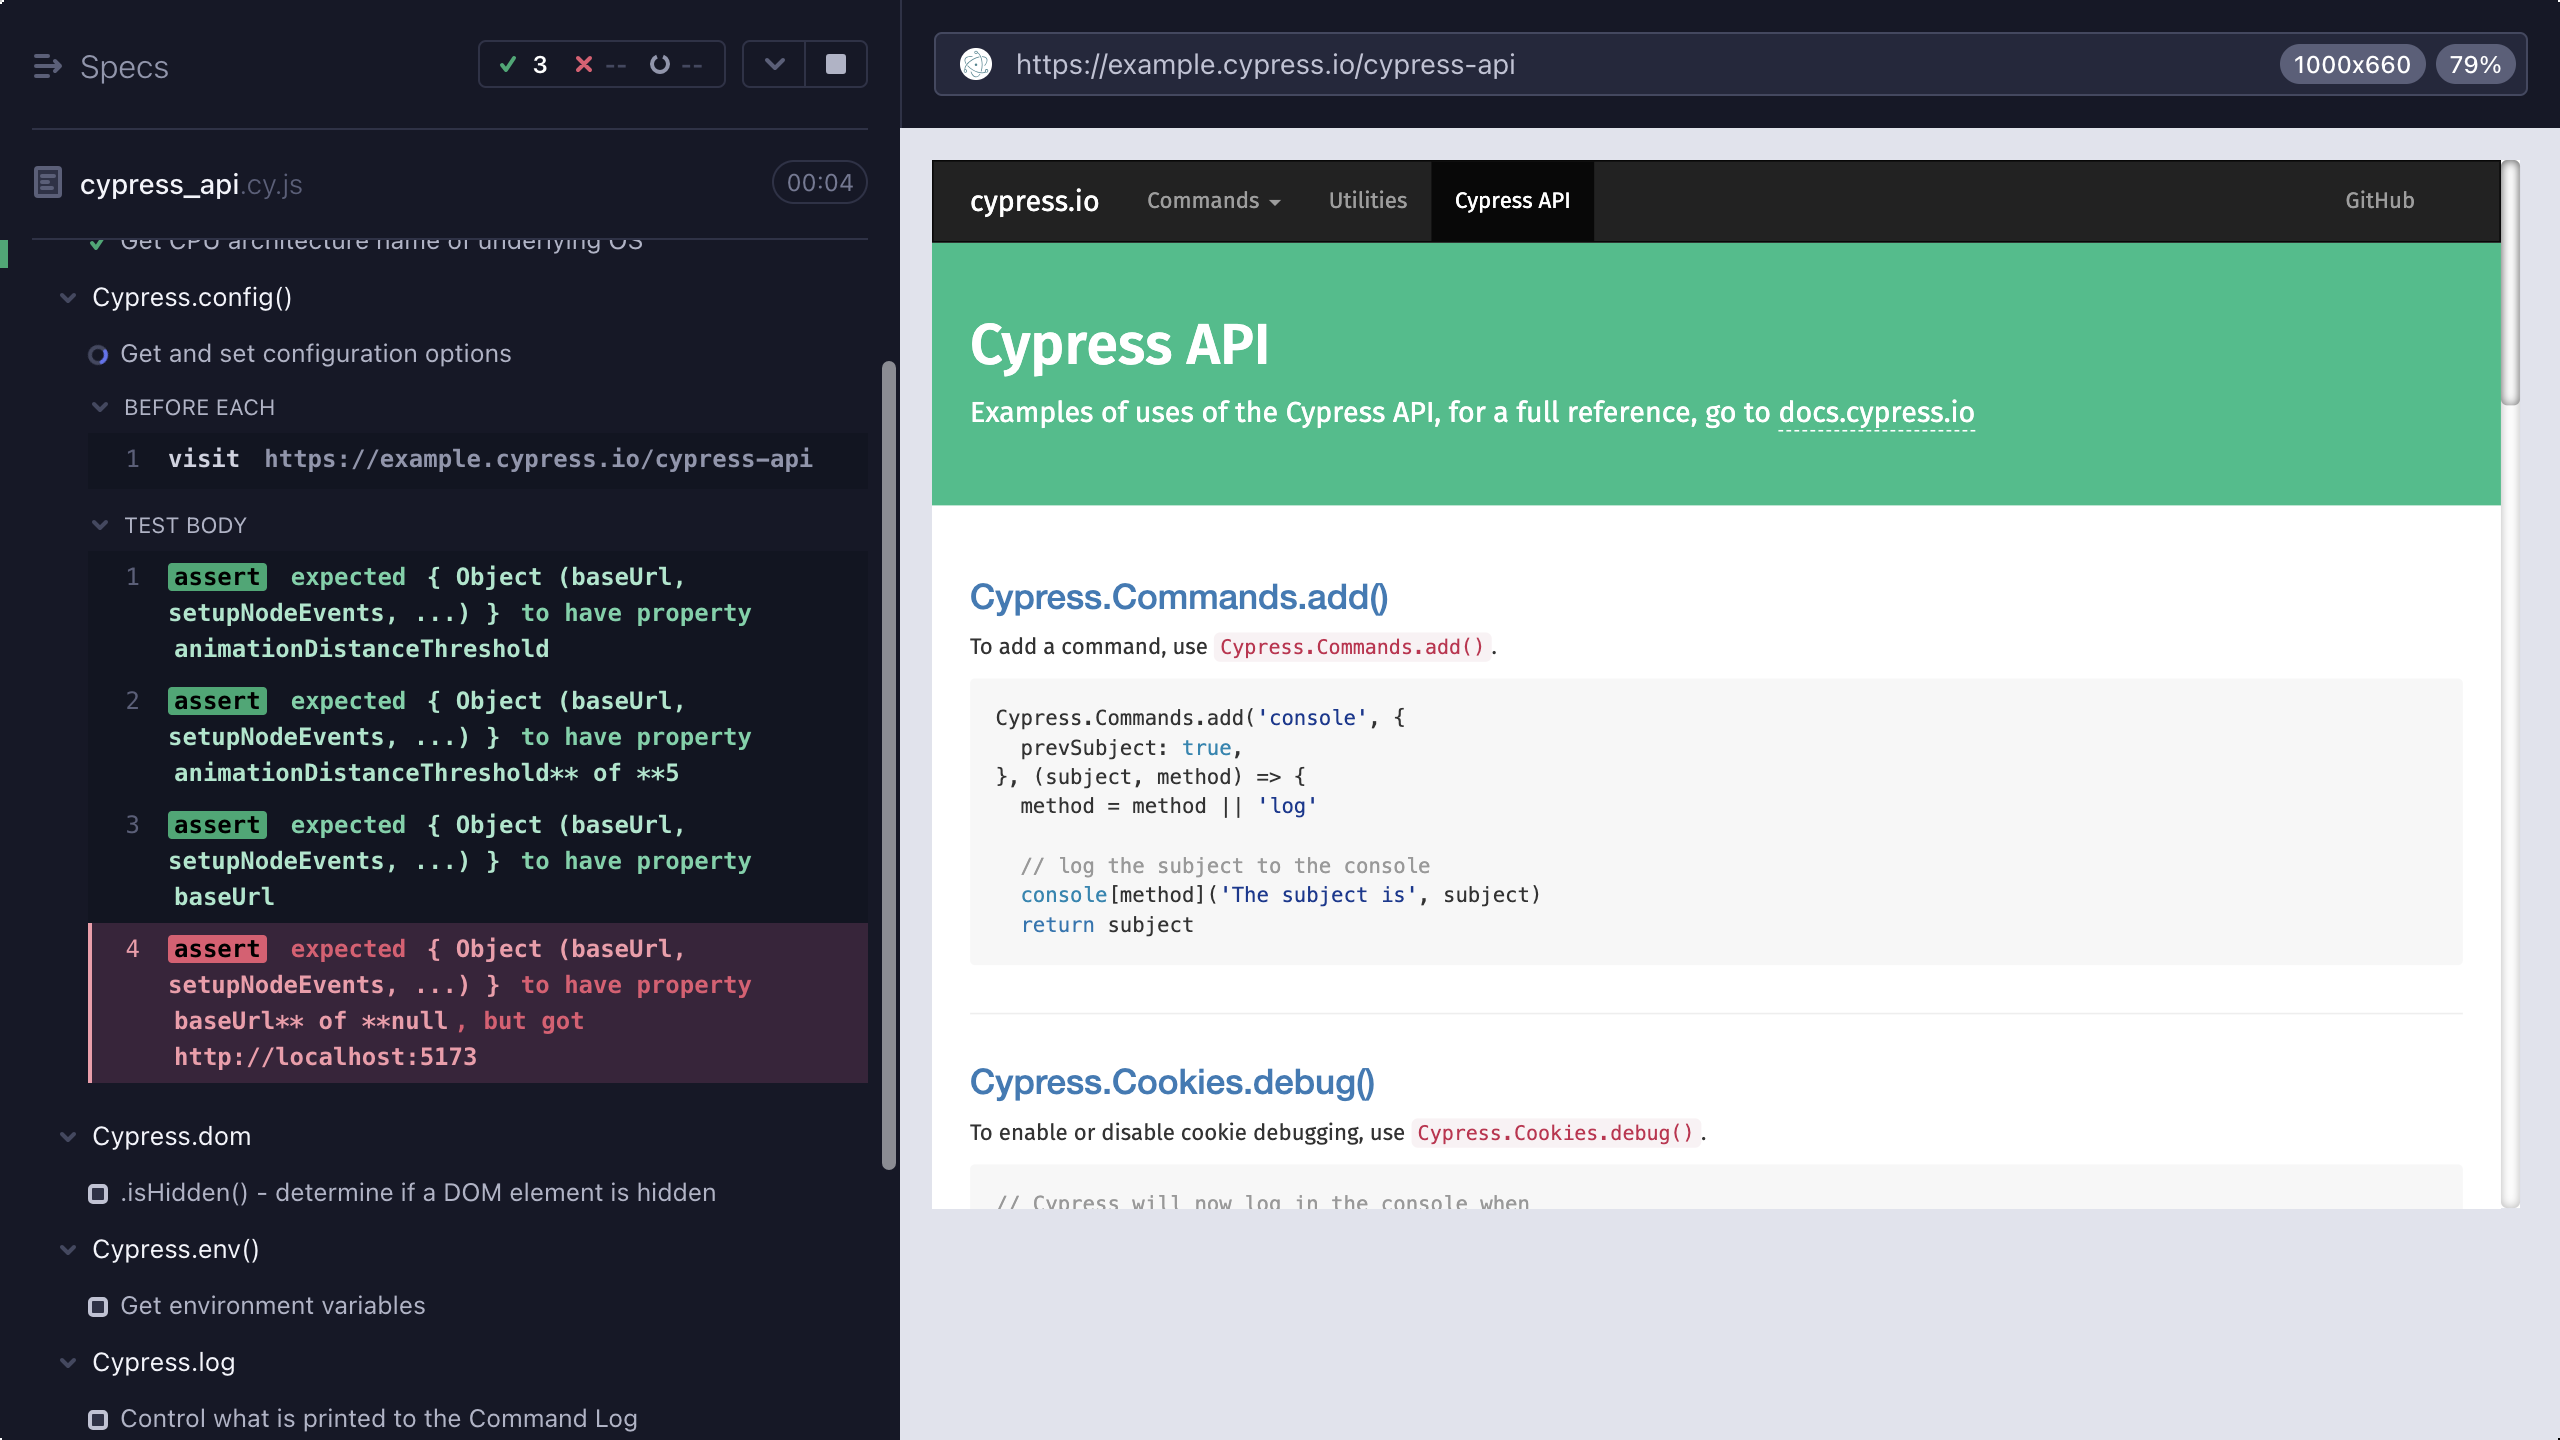 Specs
3 -- --
cypress_api.cy.js
00:04
Get CPU architecture name of underlying OS
Cypress.config()
Get and set configuration options
BEFORE EACH
1 visit https://example.cypress.io/cypress-api
TEST BODY
1 assert expected { Object (baseUrl,
setupNodeEvents, ...) } to have property
animationDistanceThreshold
2 assert expected { Object (baseUrl,
setupNodeEvents, ...) } to have property
animationDistanceThreshold** of **5
3 assert expected { Object (baseUrl,
setupNodeEvents, ...) } to have property
baseUrl
4 assert expected { Object (baseUrl,
setupNodeEvents, ...) } to have property
baseUrl** of **null, but got
http://localhost:5173
Cypress.dom
.isHidden() - determine if a DOM element is hidden
Cypress.env()
Get environment variables
Cypress.log
Control what is printed to the Command Log
https://example.cypress.io/cypress-api
1000x660 79%
cypress.io Commands Utilities Cypress API GitHub
Cypress API
Examples of uses of the Cypress API, for a full reference, go to docs.cypress.io
Cypress.Commands.add()
To add a command, use Cypress.Commands.add().
Cypress.Commands.add('console', {
  prevSubject: true,
}, (subject, method) => {
  method = method || 'log'
  // log the subject to the console
  console[method]('The subject is', subject)
  return subject
Cypress.Cookies.debug()
To enable or disable cookie debugging, use Cypress.Cookies.debug().
// Cypress will now log in the console when